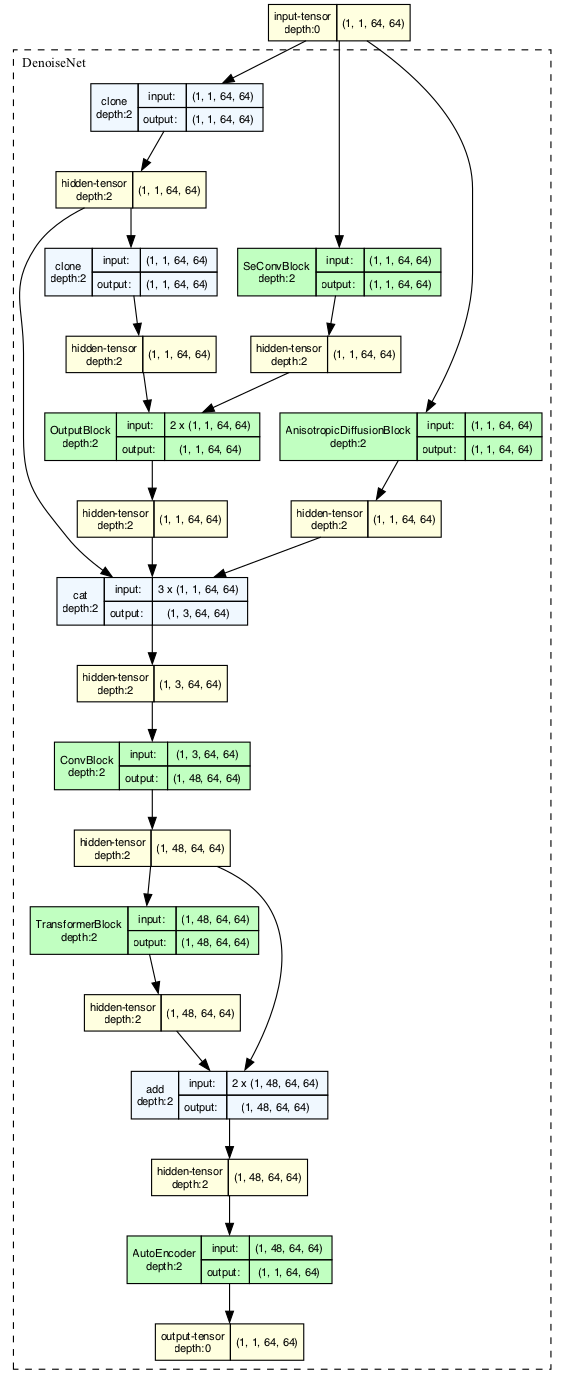 input-tensor
depth:0
(1, 1, 64, 64)
DenoiseNet
clone
depth:2
input:
(1, 1, 64, 64)
output:
(1, 1, 64, 64)
hidden-tensor
depth:2
(1, 1, 64, 64)
clone
depth:2
input:
(1, 1, 64, 64)
output:
(1, 1, 64, 64)
SeConvBlock
depth:2
input:
(1, 1, 64, 64)
output:
(1, 1, 64, 64)
hidden-tensor
depth:2
(1, 1, 64, 64)
hidden-tensor
depth:2
(1, 1, 64, 64)
OutputBlock
depth:2
input:
2 x (1, 1, 64, 64)
output:
(1, 1, 64, 64)
AnisotropicDiffusionBlock
depth:2
input:
(1, 1, 64, 64)
output:
(1, 1, 64, 64)
hidden-tensor
depth:2
(1, 1, 64, 64)
hidden-tensor
depth:2
(1, 1, 64, 64)
cat
depth:2
input:
3 x (1, 1, 64, 64)
output:
(1, 3, 64, 64)
hidden-tensor
depth:2
(1, 3, 64, 64)
ConvBlock
depth:2
input:
(1, 3, 64, 64)
output:
(1, 48, 64, 64)
hidden-tensor
depth:2
(1, 48, 64, 64)
TransformerBlock
depth:2
input:
(1, 48, 64, 64)
output:
(1, 48, 64, 64)
hidden-tensor
depth:2
(1, 48, 64, 64)
add
depth:2
input:
2 x (1, 48, 64, 64)
output:
(1, 48, 64, 64)
hidden-tensor
depth:2
(1, 48, 64, 64)
AutoEncoder
depth:2
input:
(1, 48, 64, 64)
output:
(1, 1, 64, 64)
output-tensor
depth:0
(1, 1, 64, 64)